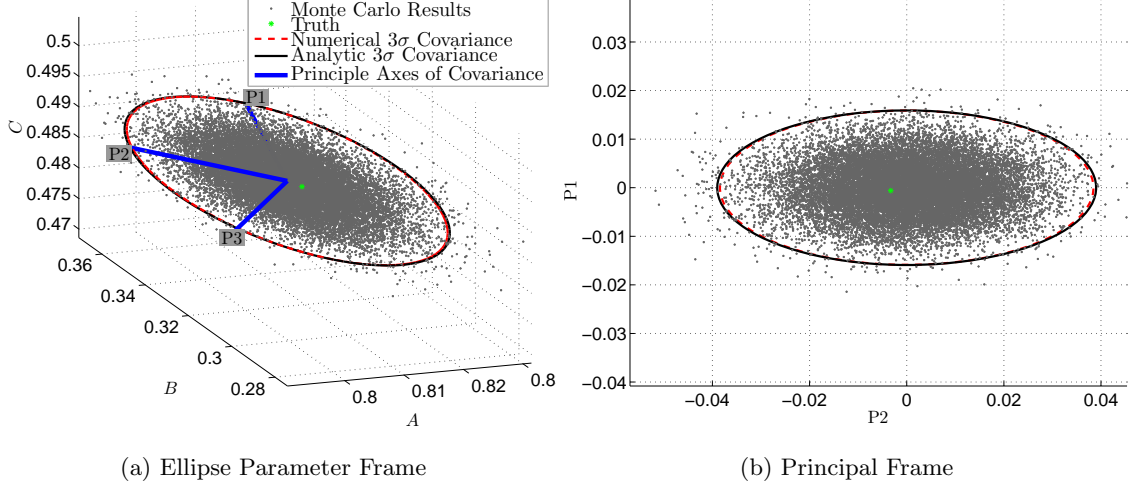 Monte Carlo Results
Truth
Numerical 3σ Covariance
Analytic 3σ Covariance
Principle Axes of Covariance
0.5
0.495
0.49
0.485
0.48
0.475
0.47
C
P1
P2
P3
0.36
0.34
0.32
0.3
0.28
B
0.8
0.81
0.82
0.8
A
(a) Ellipse Parameter Frame
0.03
0.02
0.01
0
−0.01
−0.02
−0.03
−0.04
P1
−0.04
−0.02
0
0.02
0.04
P2
(b) Principal Frame